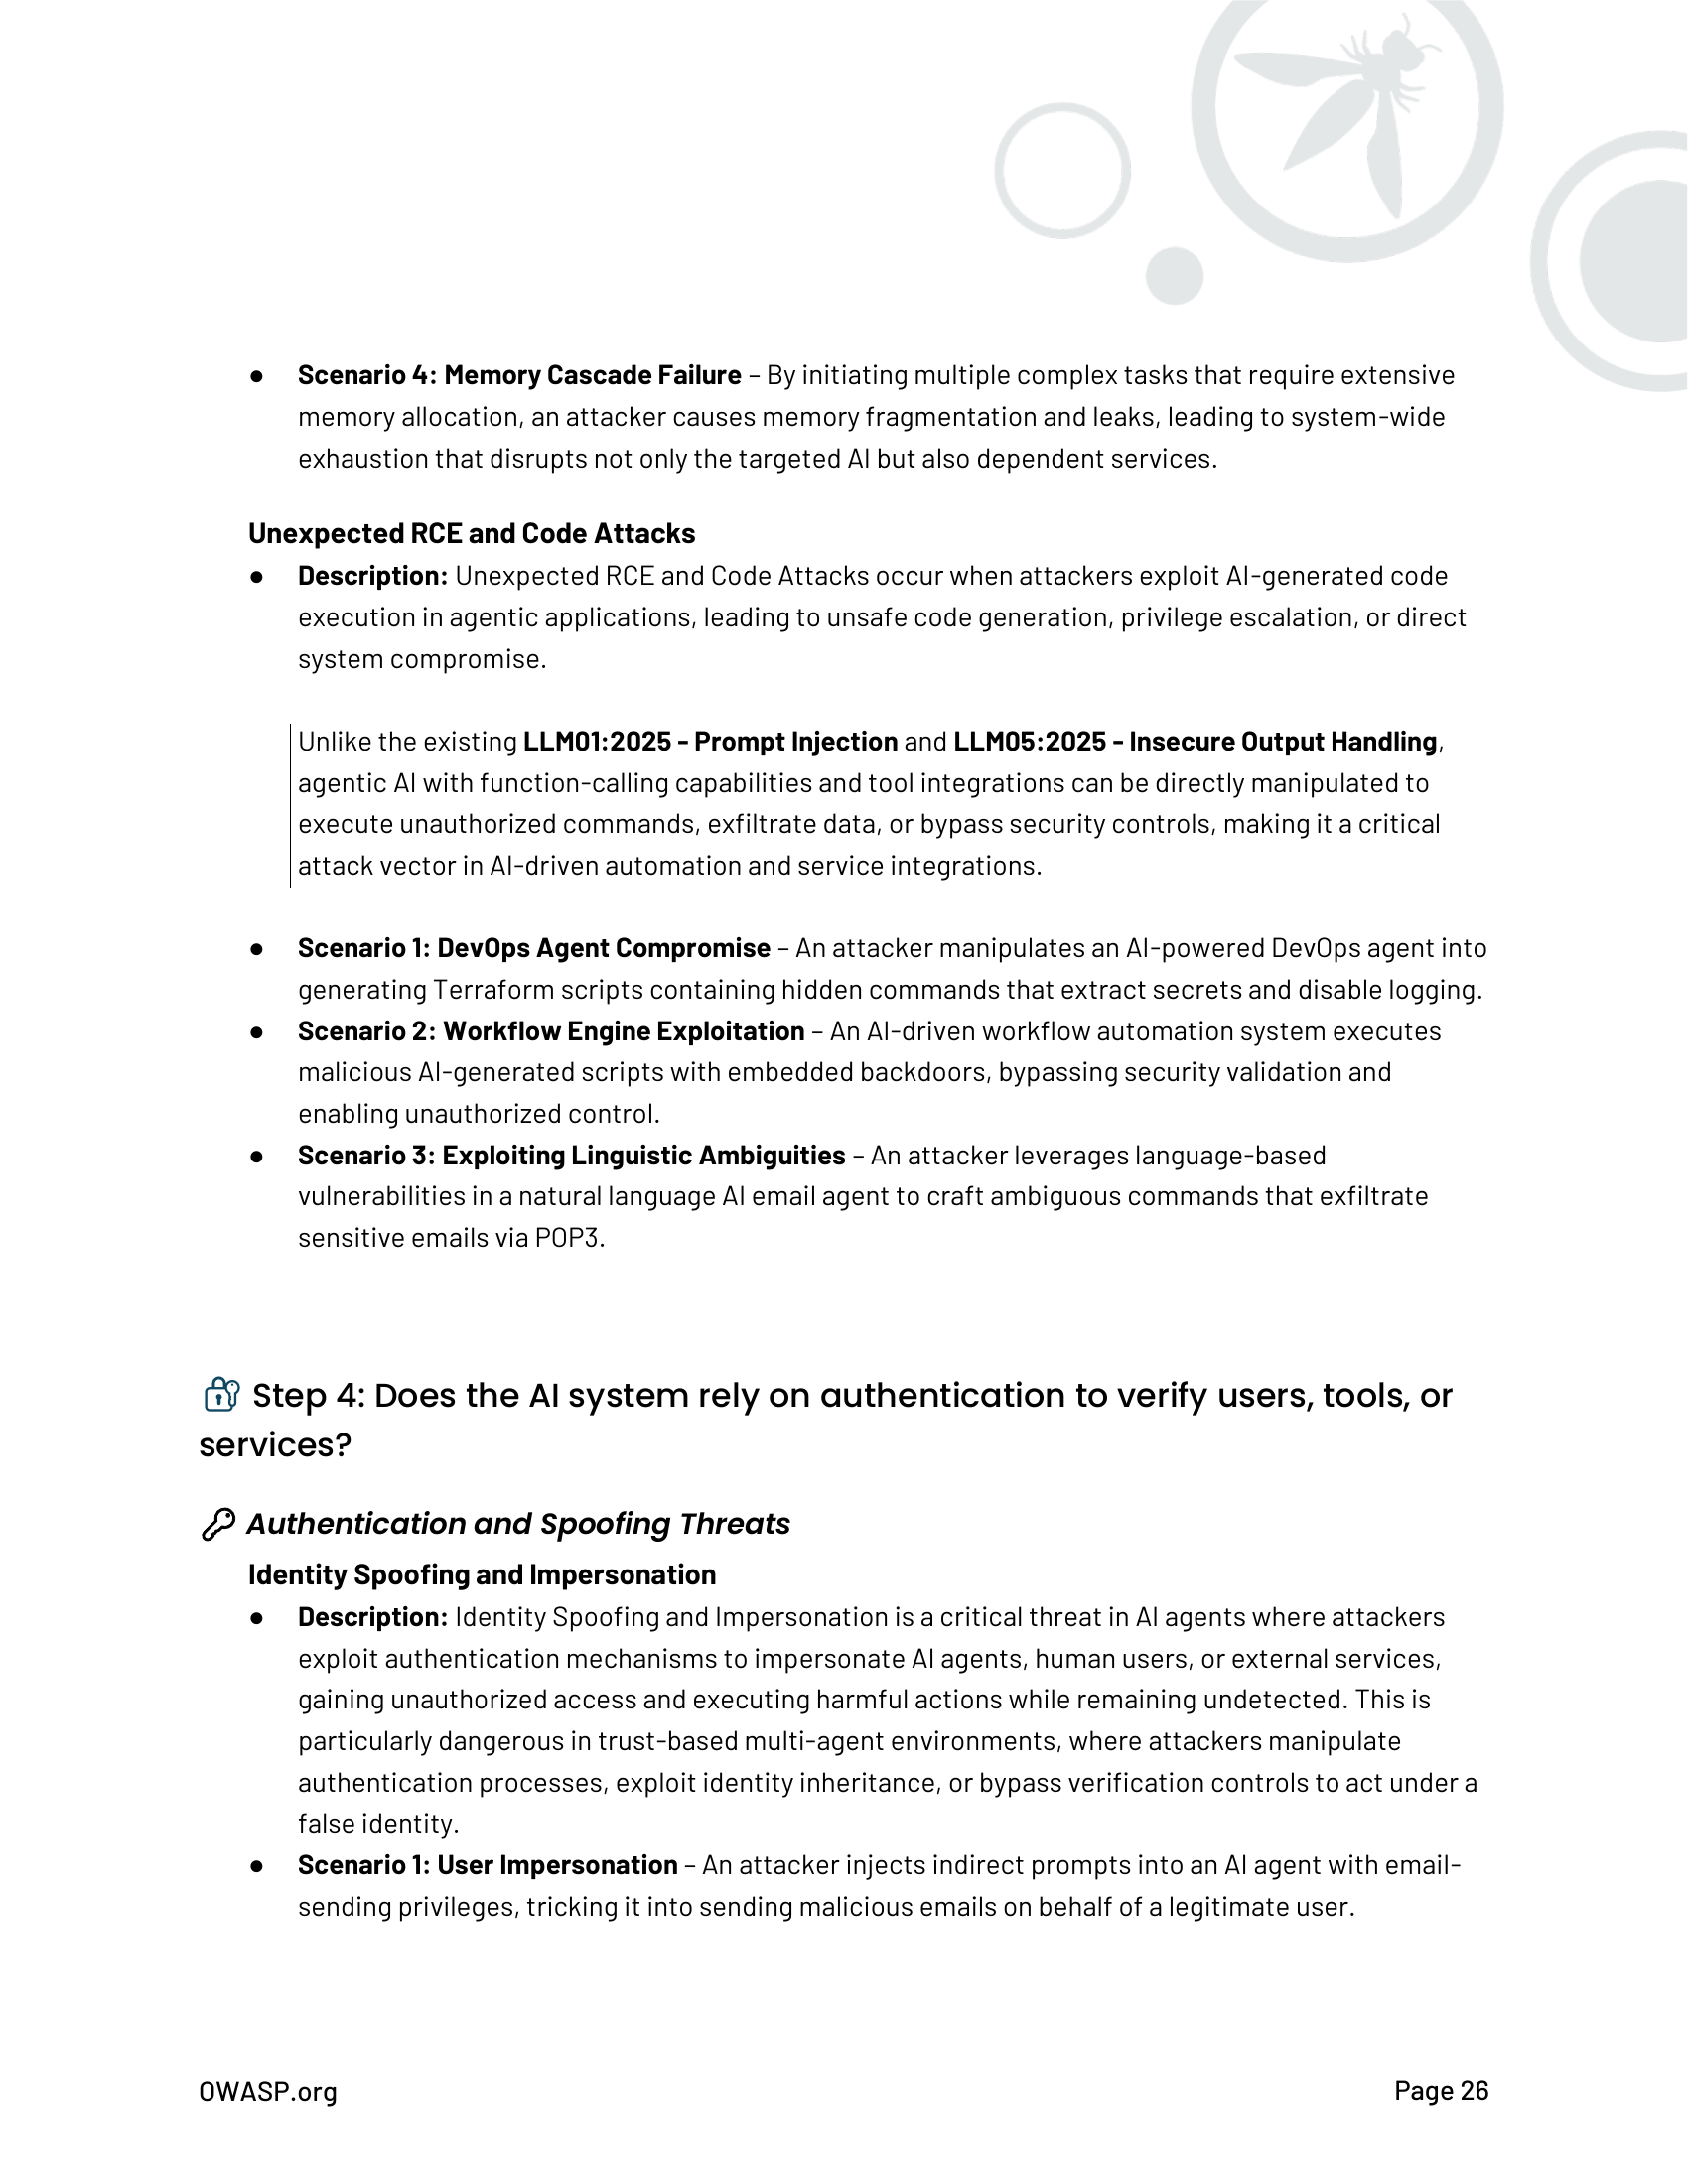 ● Scenario 4: Memory Cascade Failure – By initiating multiple complex tasks that require extensive
memory allocation, an attacker causes memory fragmentation and leaks, leading to system-wide
exhaustion that disrupts not only the targeted AI but also dependent services.
Unexpected RCE and Code Attacks
● Description: Unexpected RCE and Code Attacks occur when attackers exploit AI-generated code
execution in agentic applications, leading to unsafe code generation, privilege escalation, or direct
system compromise.
Unlike the existing LLM01:2025 - Prompt Injection and LLM05:2025 - Insecure Output Handling,
agentic AI with function-calling capabilities and tool integrations can be directly manipulated to
execute unauthorized commands, exfiltrate data, or bypass security controls, making it a critical
attack vector in AI-driven automation and service integrations.
● Scenario 1: DevOps Agent Compromise – An attacker manipulates an AI-powered DevOps agent into
generating Terraform scripts containing hidden commands that extract secrets and disable logging.
● Scenario 2: Workflow Engine Exploitation – An AI-driven workflow automation system executes
malicious AI-generated scripts with embedded backdoors, bypassing security validation and
enabling unauthorized control.
● Scenario 3: Exploiting Linguistic Ambiguities – An attacker leverages language-based
vulnerabilities in a natural language AI email agent to craft ambiguous commands that exfiltrate
sensitive emails via POP3.
Step 4: Does the AI system rely on authentication to verify users, tools, or
services?
Authentication and Spoofing Threats
Identity Spoofing and Impersonation
● Description: Identity Spoofing and Impersonation is a critical threat in AI agents where attackers
exploit authentication mechanisms to impersonate AI agents, human users, or external services,
gaining unauthorized access and executing harmful actions while remaining undetected. This is
particularly dangerous in trust-based multi-agent environments, where attackers manipulate
authentication processes, exploit identity inheritance, or bypass verification controls to act under a
false identity.
● Scenario 1: User Impersonation – An attacker injects indirect prompts into an AI agent with email-
sending privileges, tricking it into sending malicious emails on behalf of a legitimate user.
OWASP.org
Page 26